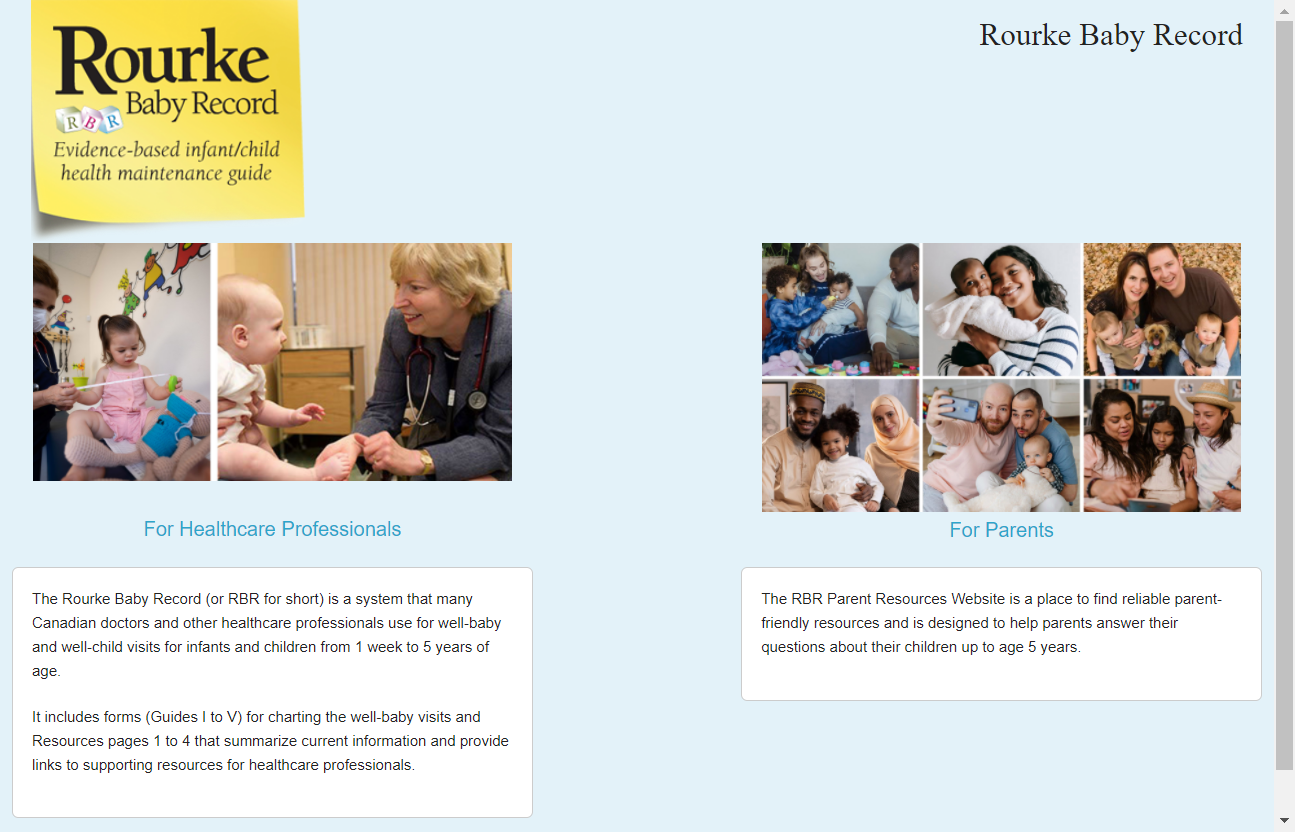 Rourke
Baby Record
R B R
Evidence-based infant/child
health maintenance guide
Rourke Baby Record
For Healthcare Professionals
The Rourke Baby Record (or RBR for short) is a system that many
Canadian doctors and other healthcare professionals use for well-baby
and well-child visits for infants and children from 1 week to 5 years of
age.
It includes forms (Guides I to V) for charting the well-baby visits and
Resources pages 1 to 4 that summarize current information and provide
links to supporting resources for healthcare professionals.
For Parents
The RBR Parent Resources Website is a place to find reliable parent-
friendly resources and is designed to help parents answer their
questions about their children up to age 5 years.